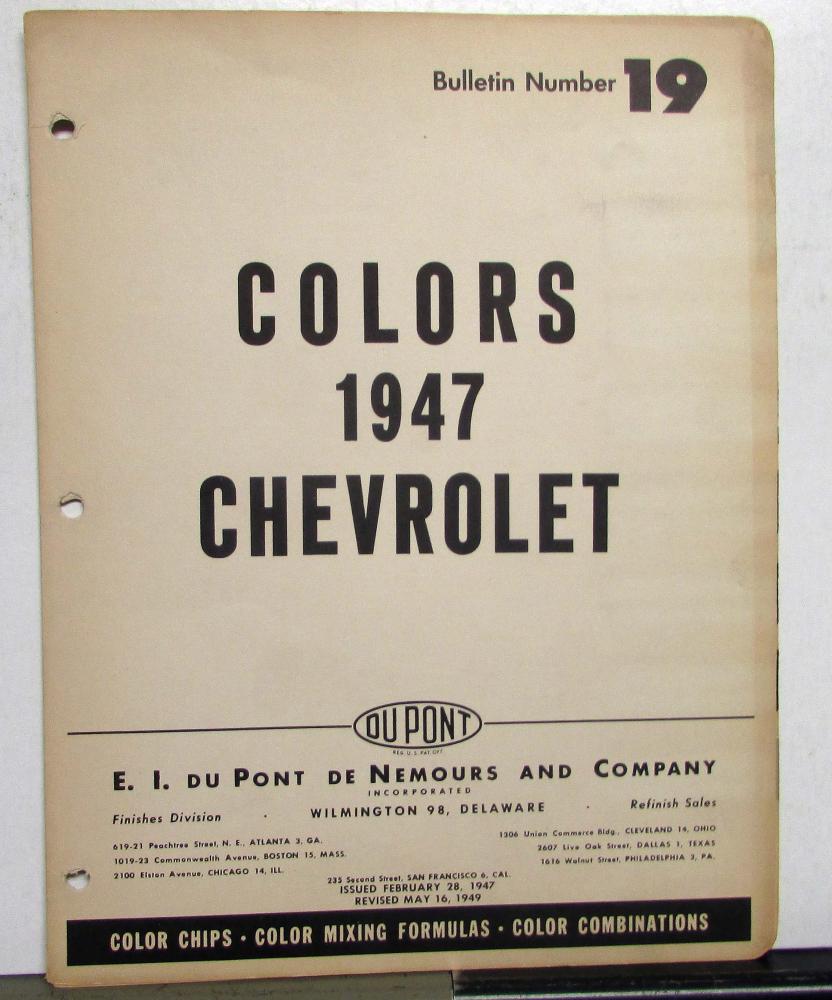 Bulletin Number 19
COLORS
1947
CHEVROLET
DU PONT
REG. U.S. PAT. OFF.
E. I. DU PONT DE NEMOURS AND COMPANY
INCORPORATED
Finishes Division · WILMINGTON 98, DELAWARE · Refinish Sales
619-21 Peachtree Street, N. E., ATLANTA 3, GA.
1019-23 Commonwealth Avenue, BOSTON 15, MASS.
2100 Elston Avenue, CHICAGO 14, ILL.
1306 Union Commerce Bldg., CLEVELAND 14, OHIO
2607 Live Oak Street, DALLAS 1, TEXAS
1616 Walnut Street, PHILADELPHIA 3, PA.
235 Second Street, SAN FRANCISCO 6, CAL.
ISSUED FEBRUARY 28, 1947
REVISED MAY 16, 1949
COLOR CHIPS · COLOR MIXING FORMULAS · COLOR COMBINATIONS